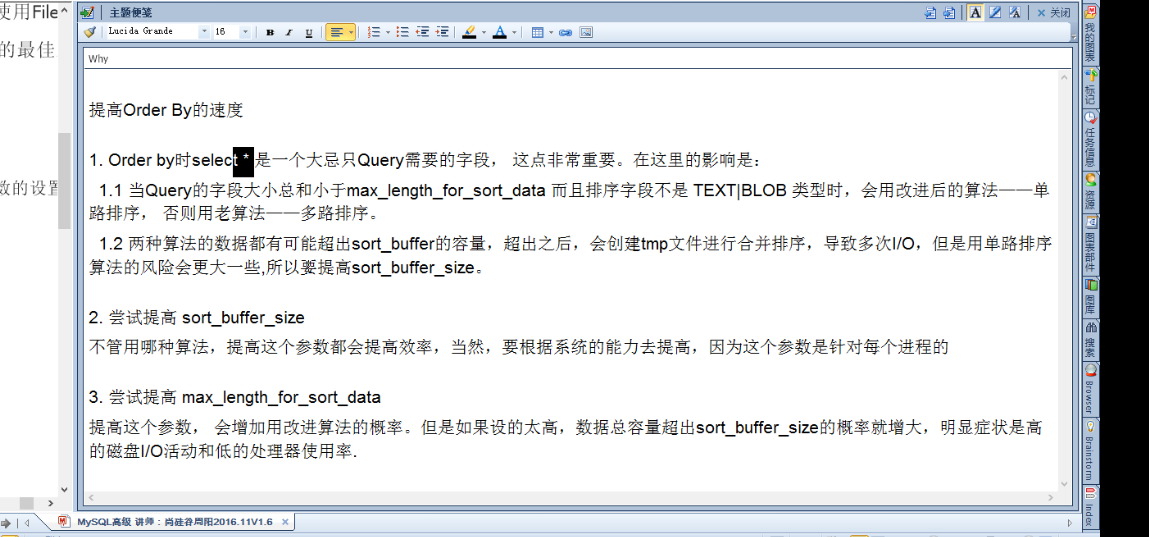 使用File
主题便笺
关闭
的最佳
Lucida Grande
16
B I U
A
Why
提高Order By的速度
1. Order by时select * 是一个大忌只Query需要的字段， 这点非常重要。在这里的影响是：
1.1 当Query的字段大小总和小于max_length_for_sort_data 而且排序字段不是 TEXT|BLOB 类型时，会用改进后的算法——单
路排序， 否则用老算法——多路排序。
1.2 两种算法的数据都有可能超出sort_buffer的容量，超出之后，会创建tmp文件进行合并排序，导致多次I/O，但是用单路排序
算法的风险会更大一些,所以要提高sort_buffer_size。
数的设置
2. 尝试提高 sort_buffer_size
不管用哪种算法，提高这个参数都会提高效率，当然，要根据系统的能力去提高，因为这个参数是针对每个进程的
3. 尝试提高 max_length_for_sort_data
提高这个参数， 会增加用改进算法的概率。但是如果设的太高，数据总容量超出sort_buffer_size的概率就增大，明显症状是高
的磁盘I/O活动和低的处理器使用率.
MySQL高级 讲师：尚硅谷周阳2016.11V1.6
我的图表
标记
任务信息
资源
图表部件
图库
搜索
Browser
Brainstorm
Index